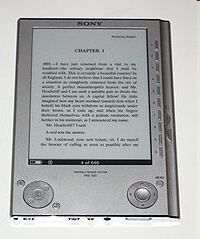 SONY
Wuthering Heights
CHAPTER I
1801.—I have just returned from a visit to my
landlord—the solitary neighbour that I shall be
troubled with. This is certainly a beautiful country! In
all England, I do not believe that I could have fixed on
a situation so completely removed from the stir of
society. A perfect misanthropist's heaven: and Mr.
Heathcliff and I are such a suitable pair to divide the
desolation between us. A capital fellow! He little
imagined how my heart warmed towards him when I
beheld his black eyes withdraw so suspiciously under
their brows, as I rode up, and when his fingers
sheltered themselves, with a jealous resolution, still
further in his waistcoat, as I announced my name.
'Mr. Heathcliff?' I said.
A nod was the answer.
'Mr. Lockwood, your new tenant, sir. I do myself
the honour of calling as soon as possible after my
4 of 646
MENU